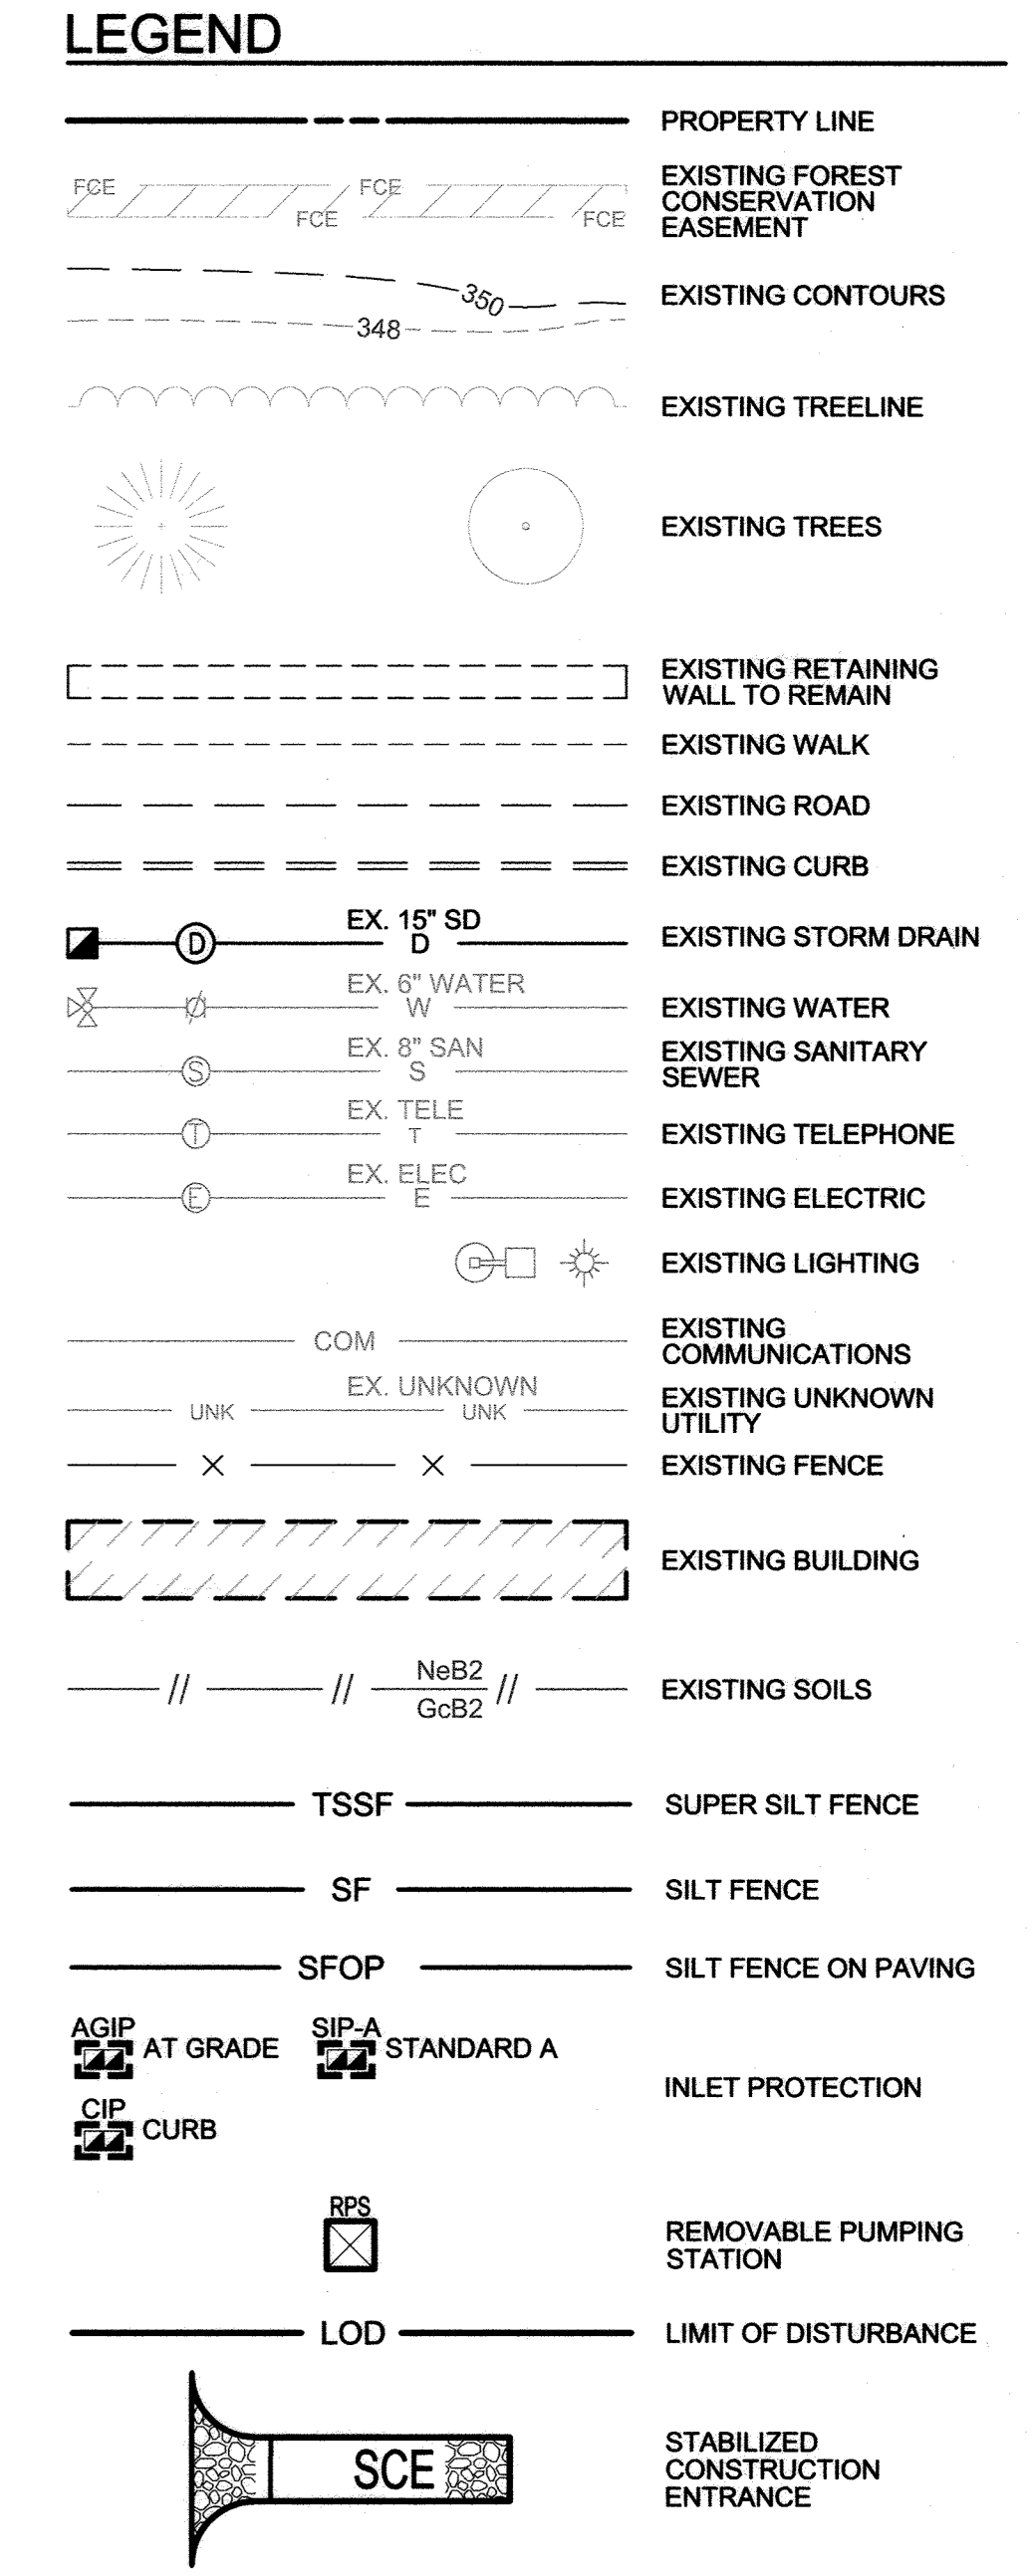 LEGEND
PROPERTY LINE
FCE FCE
FCE FCE
EXISTING FOREST
CONSERVATION
EASEMENT
350
348
EXISTING CONTOURS
EXISTING TREELINE
EXISTING TREES
EXISTING RETAINING
WALL TO REMAIN
EXISTING WALK
EXISTING ROAD
EXISTING CURB
EX. 15" SD
D D
EXISTING STORM DRAIN
EX. 6" WATER
W
EXISTING WATER
EX. 8" SAN
S S
EXISTING SANITARY
SEWER
EX. TELE
T T
EXISTING TELEPHONE
EX. ELEC
E E
EXISTING ELECTRIC
EXISTING LIGHTING
COM
EXISTING
COMMUNICATIONS
EX. UNKNOWN
UNK UNK
EXISTING UNKNOWN
UTILITY
EXISTING FENCE
EXISTING BUILDING
NeB2
GcB2
EXISTING SOILS
TSSF SUPER SILT FENCE
SF SILT FENCE
SFOP SILT FENCE ON PAVING
AGIP
AT GRADE
SIP-A
STANDARD A
CIP
CURB
INLET PROTECTION
RPS
REMOVABLE PUMPING
STATION
LOD LIMIT OF DISTURBANCE
SCE
STABILIZED
CONSTRUCTION
ENTRANCE